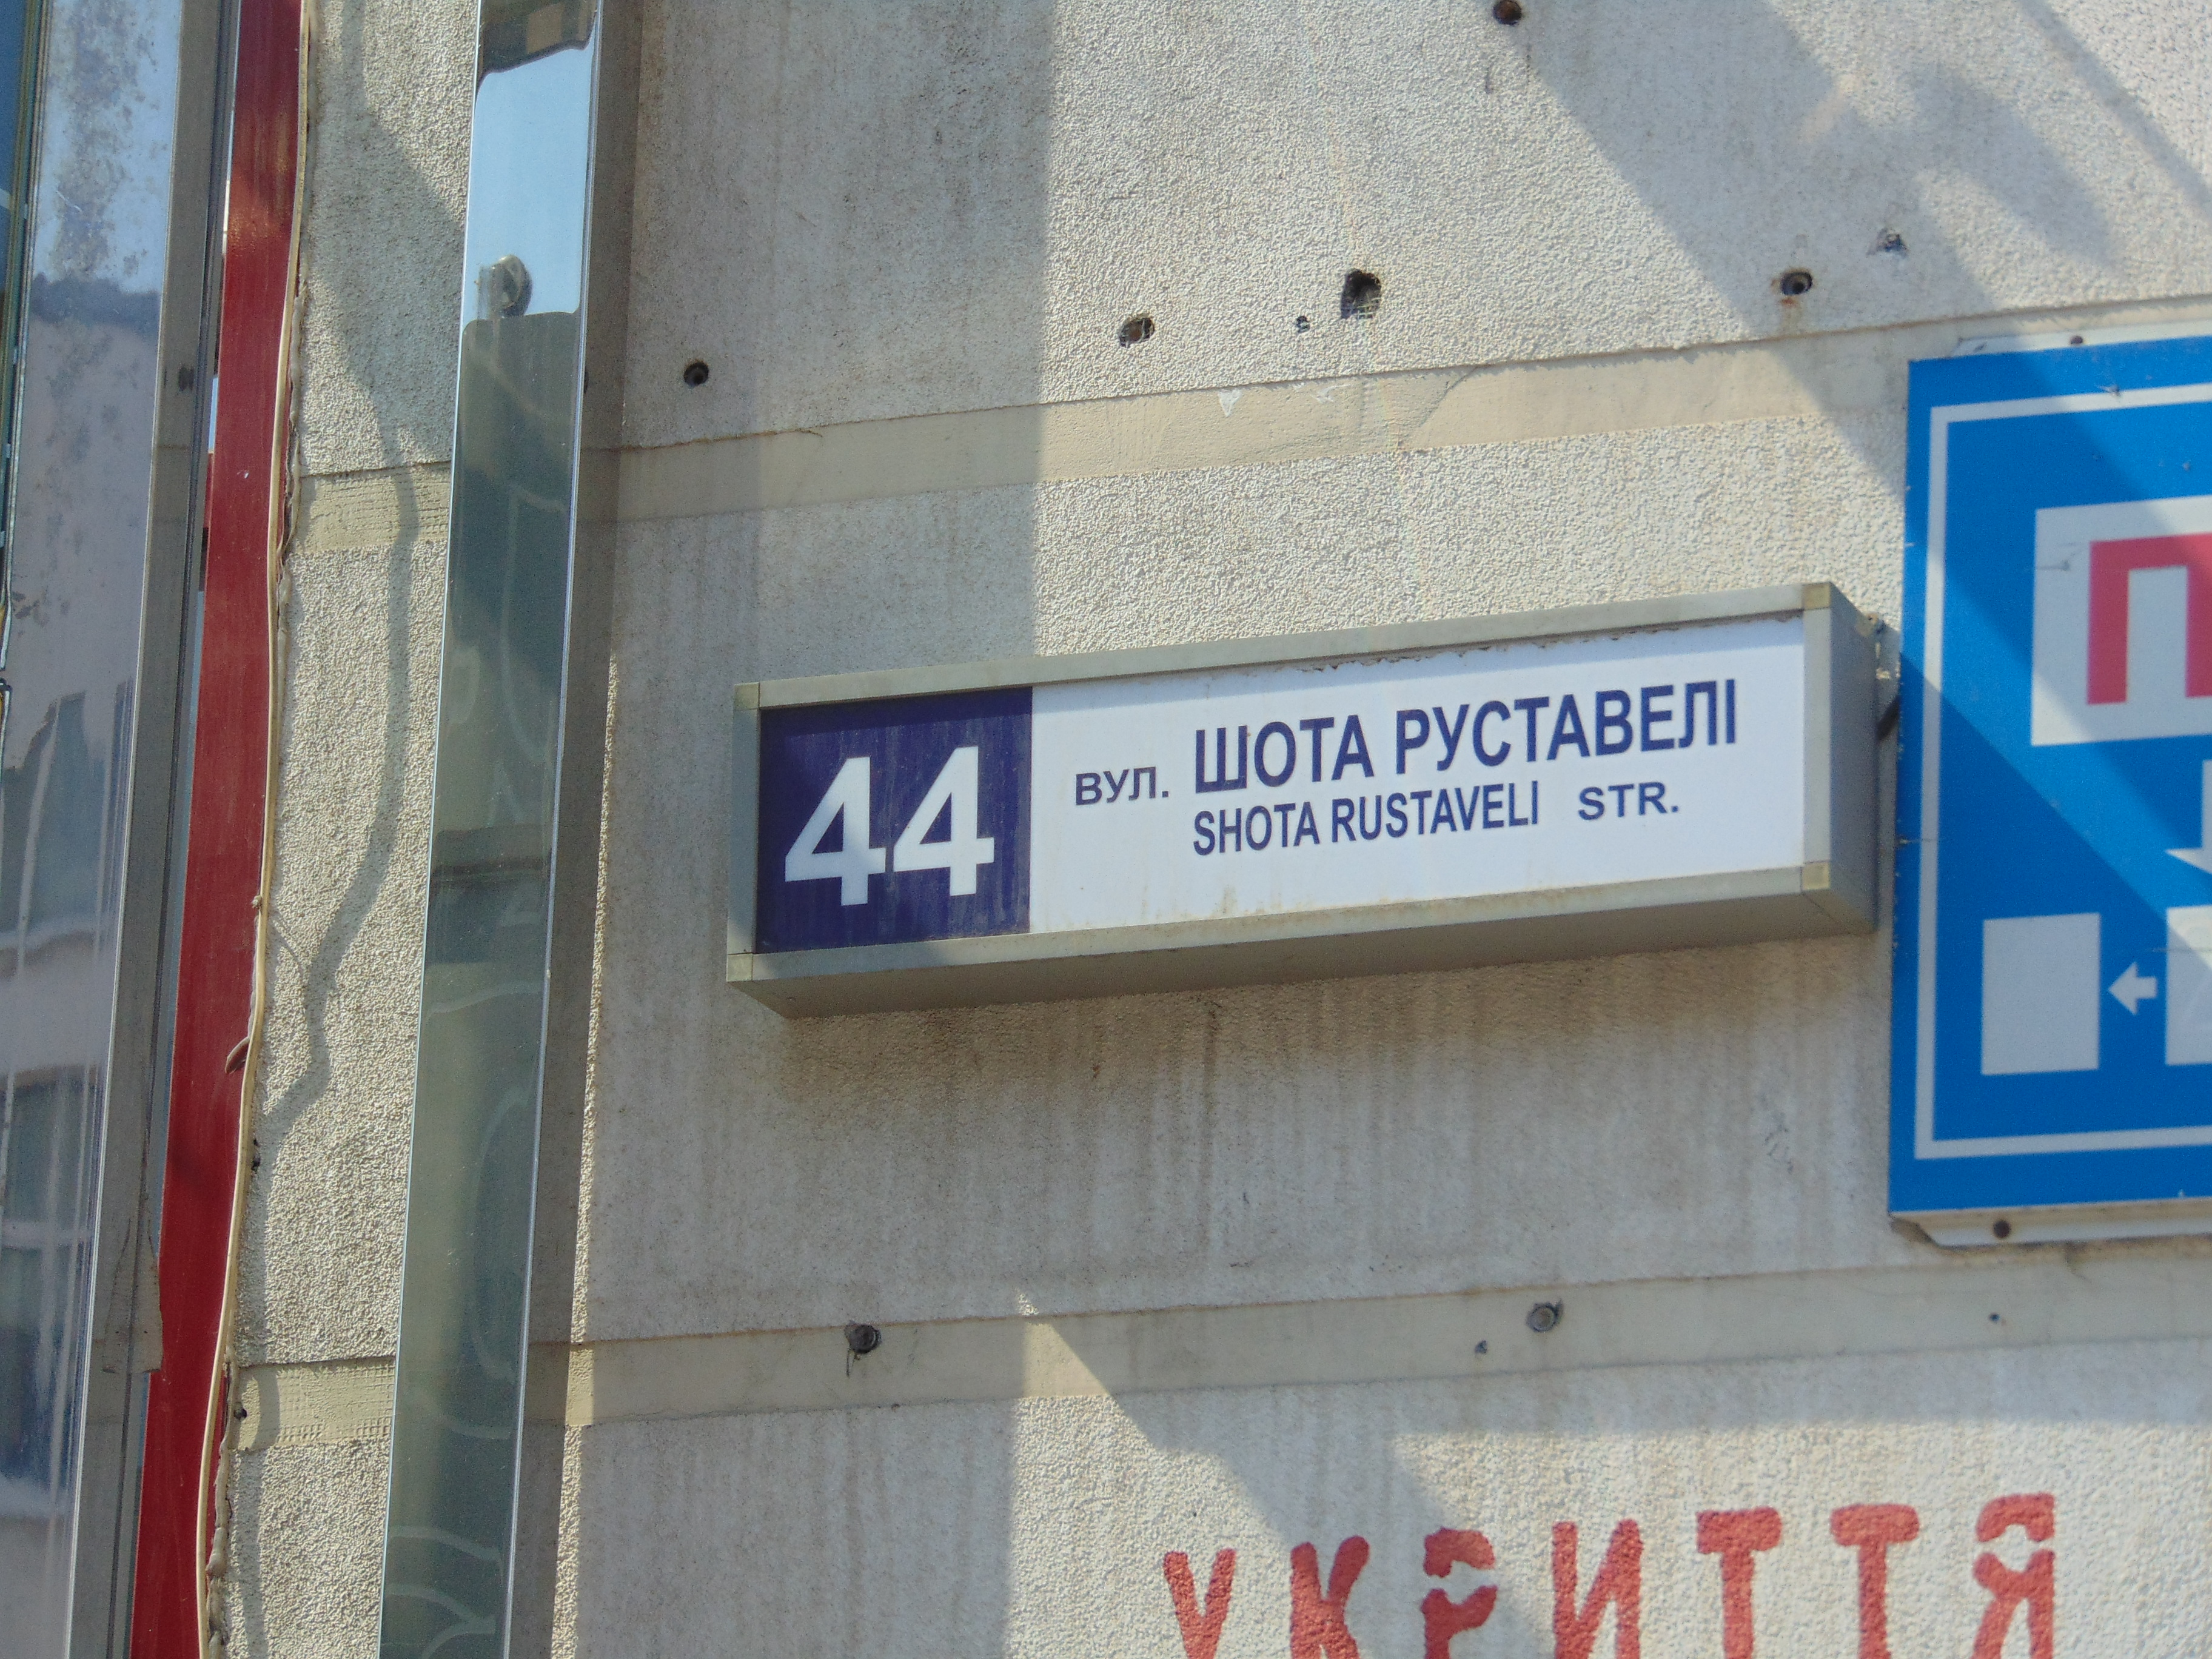 44
вул. ШОТА РУСТАВЕЛІ
SHOTA RUSTAVELI STR.
УКРИТТЯ